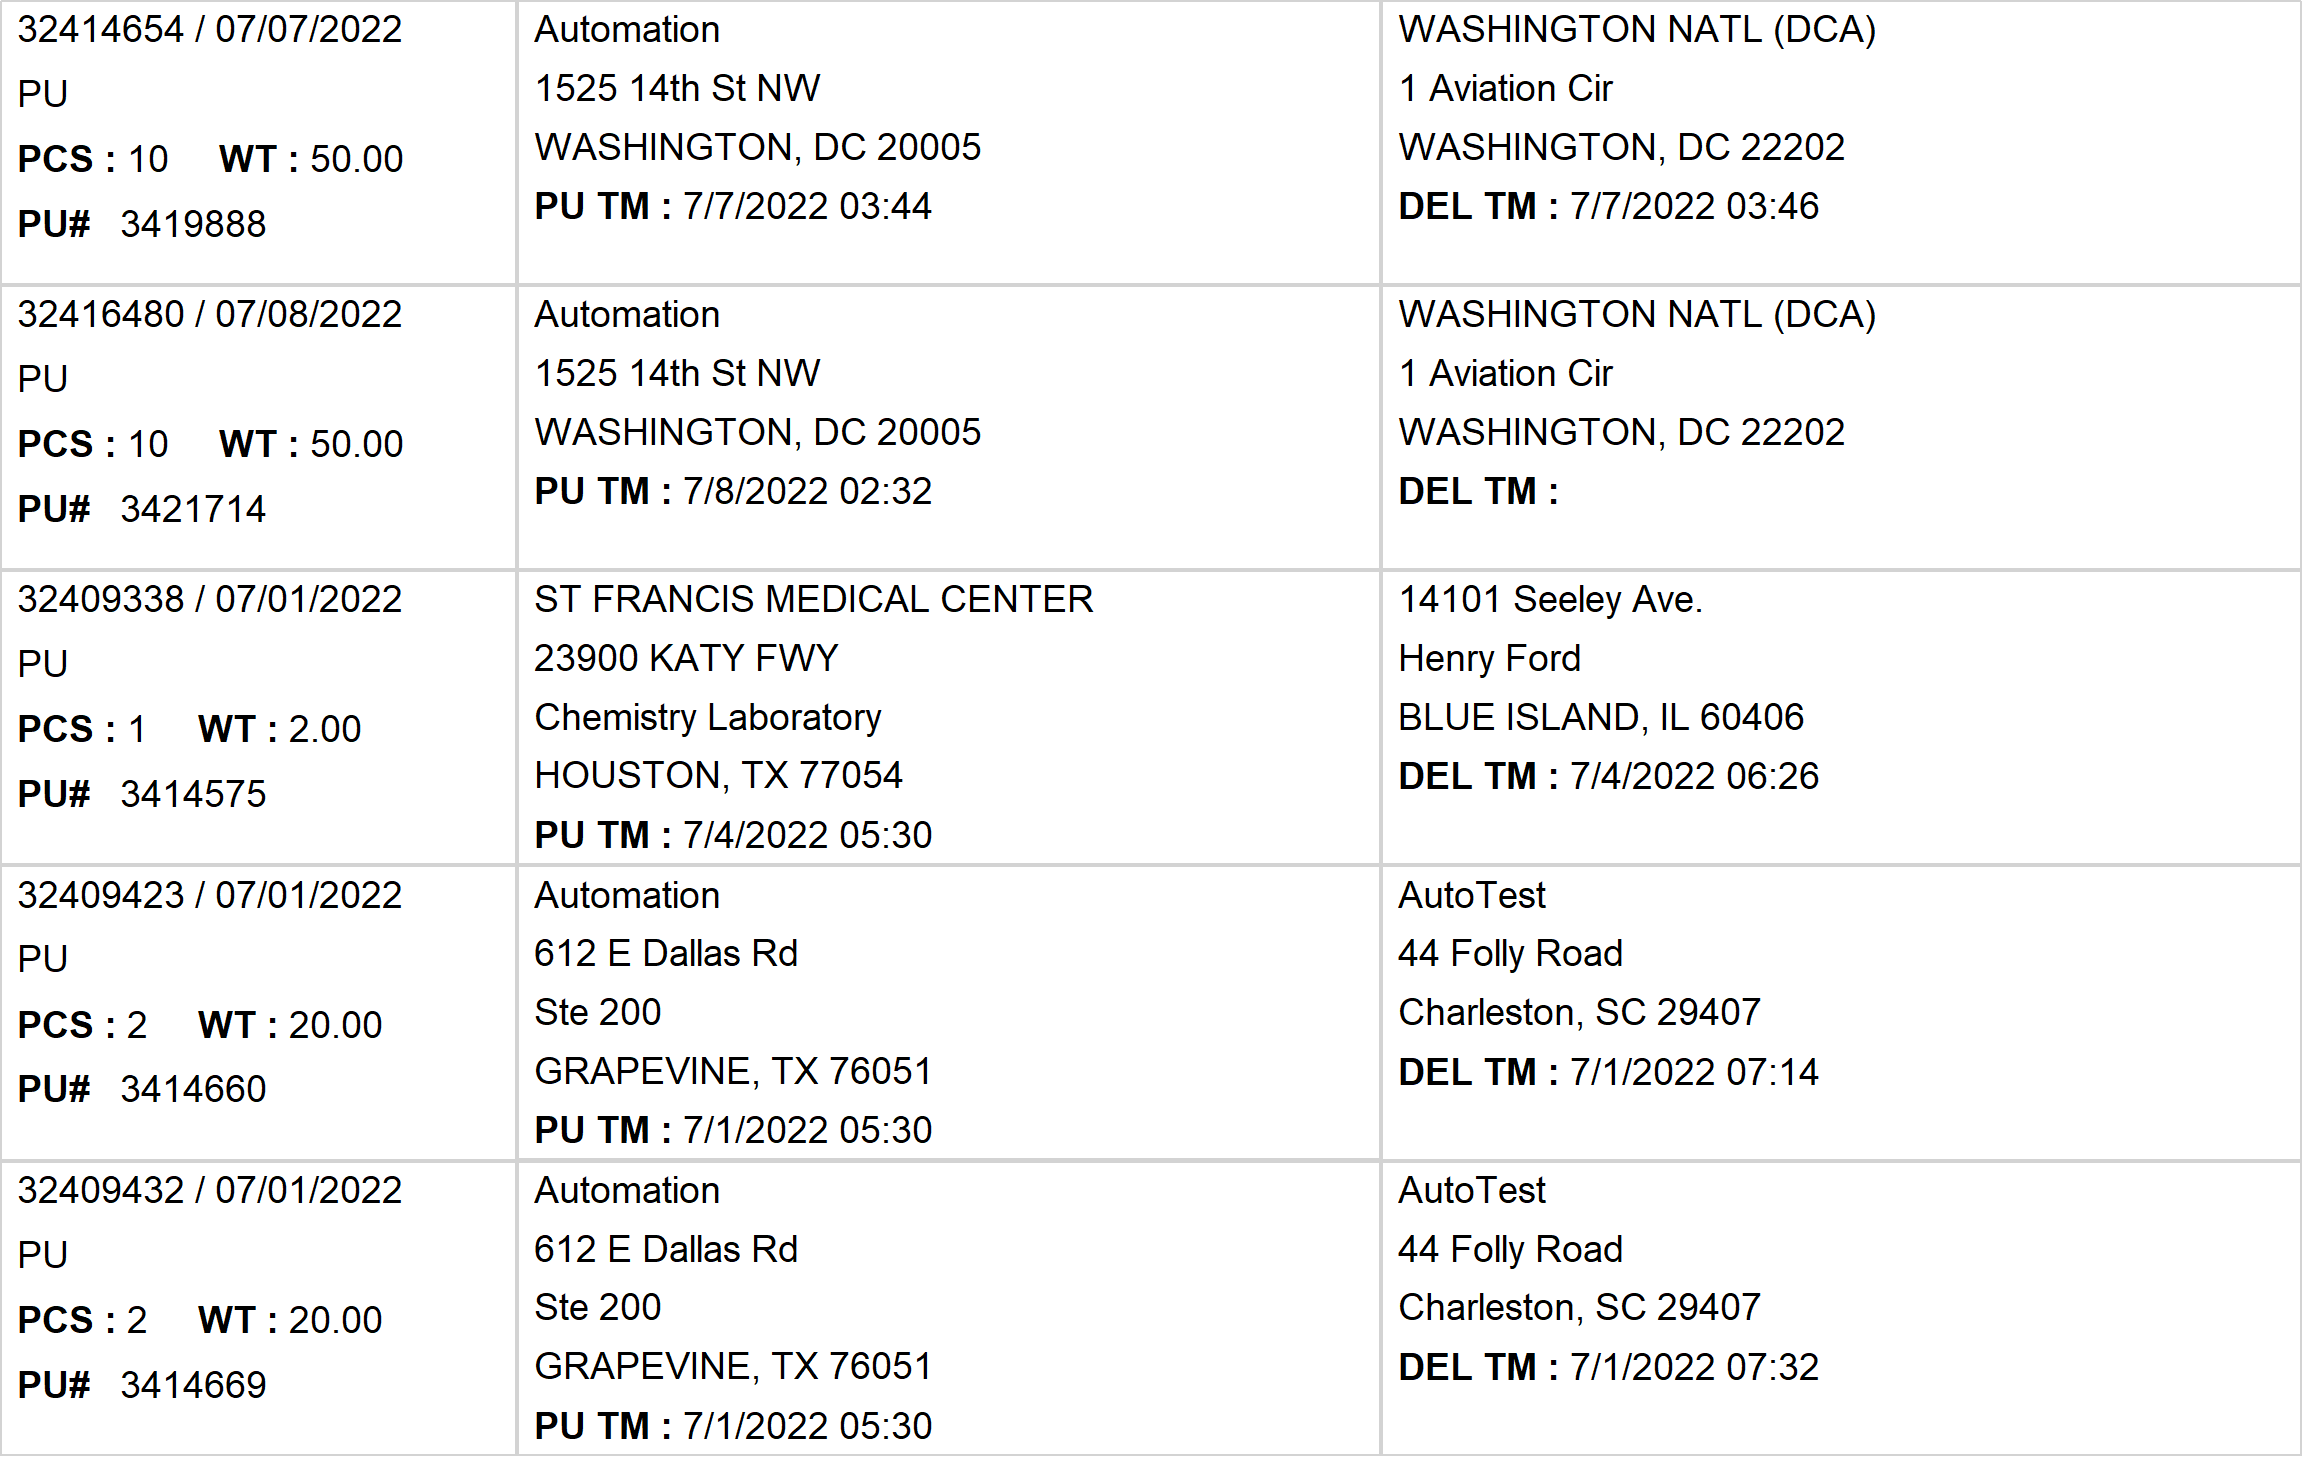 32414654 / 07/07/2022
PU
PCS : 10 WT : 50.00
PU# 3419888
Automation
1525 14th St NW
WASHINGTON, DC 20005
PU TM : 7/7/2022 03:44
WASHINGTON NATL (DCA)
1 Aviation Cir
WASHINGTON, DC 22202
DEL TM : 7/7/2022 03:46
32416480 / 07/08/2022
PU
PCS : 10 WT : 50.00
PU# 3421714
Automation
1525 14th St NW
WASHINGTON, DC 20005
PU TM : 7/8/2022 02:32
WASHINGTON NATL (DCA)
1 Aviation Cir
WASHINGTON, DC 22202
DEL TM :
32409338 / 07/01/2022
PU
PCS : 1 WT : 2.00
PU# 3414575
ST FRANCIS MEDICAL CENTER
23900 KATY FWY
Chemistry Laboratory
HOUSTON, TX 77054
PU TM : 7/4/2022 05:30
14101 Seeley Ave.
Henry Ford
BLUE ISLAND, IL 60406
DEL TM : 7/4/2022 06:26
32409423 / 07/01/2022
PU
PCS : 2 WT : 20.00
PU# 3414660
Automation
612 E Dallas Rd
Ste 200
GRAPEVINE, TX 76051
PU TM : 7/1/2022 05:30
AutoTest
44 Folly Road
Charleston, SC 29407
DEL TM : 7/1/2022 07:14
32409432 / 07/01/2022
PU
PCS : 2 WT : 20.00
PU# 3414669
Automation
612 E Dallas Rd
Ste 200
GRAPEVINE, TX 76051
PU TM : 7/1/2022 05:30
AutoTest
44 Folly Road
Charleston, SC 29407
DEL TM : 7/1/2022 07:32